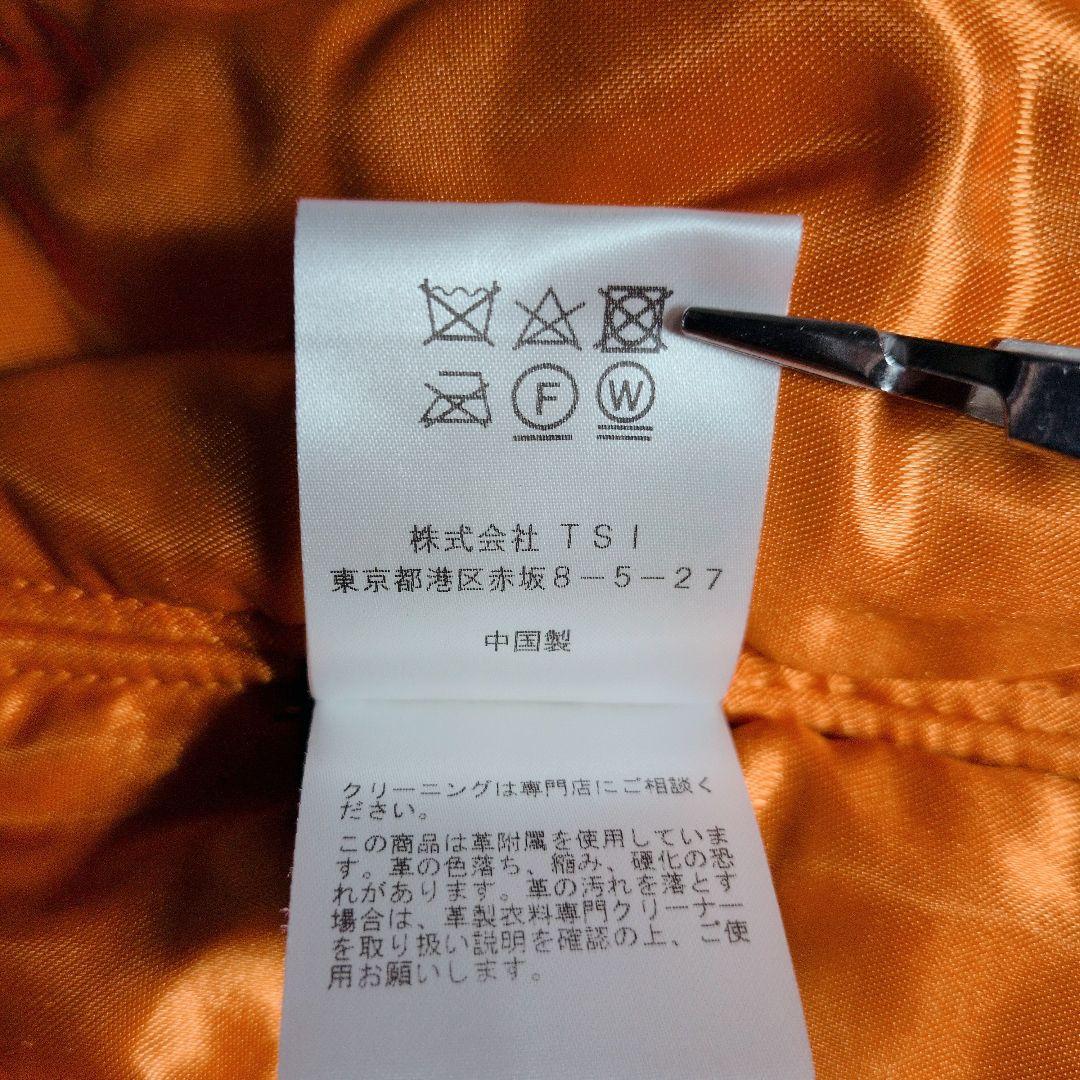 F W
株式会社 TSI
東京都港区赤坂8-5-27
中国製
クリーニングは専門店にご相談く
ださい。
この商品は革附属を使用していま
す。革の色落ち、縮み、硬化の恐
れがあります。革の汚れを落とす
場合は、革製衣料専門クリーナー
を取り扱い説明を確認の上、ご使
用お願いします。